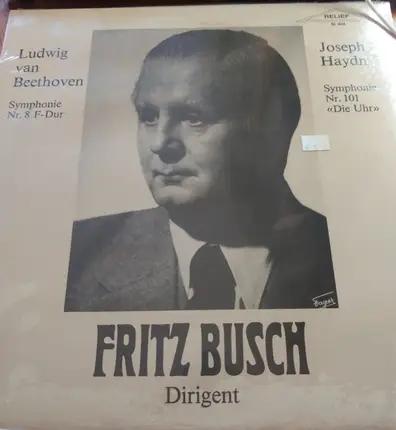 RELIEF
Ludwig
van
Beethoven
Symphonie
Nr. 8 F-Dur
Joseph
Haydn
Symphonie
Nr. 101
«Die Uhr»
FRITZ BUSCH
Dirigent